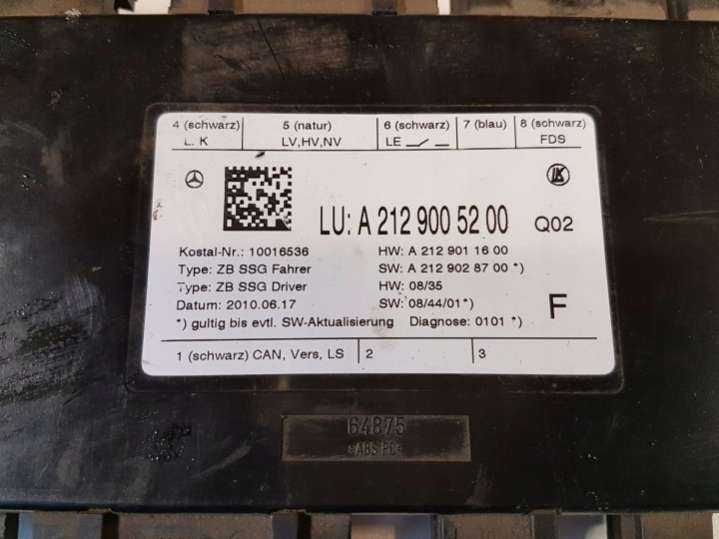 4 (schwarz) 5 (natur) 6 (schwarz) 7 (blau) 8 (schwarz)
L. K LV,HV,NV LE FDS
LU: A 212 900 52 00 Q02
Kostal-Nr.: 10016536 HW: A 212 901 16 00
Type: ZB SSG Fahrer SW: A 212 902 87 00 *)
Type: ZB SSG Driver HW: 08/35
Datum: 2010.06.17 SW: 08/44/01*) F
*) gultig bis evtl. SW-Aktualisierung Diagnose: 0101 *)
1 (schwarz) CAN, Vers, LS 2 3
64875
*ABS PC*